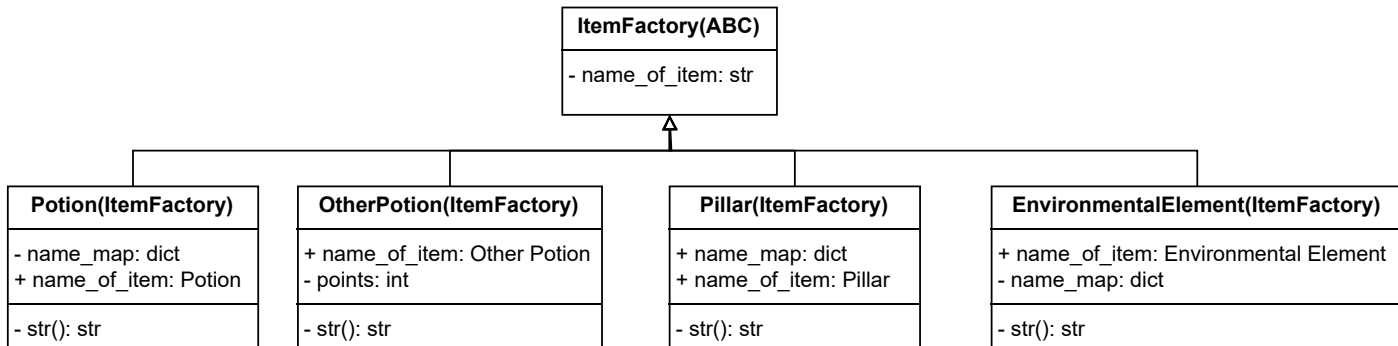 ItemFactory(ABC)
- name_of_item: str
Potion(ItemFactory)
- name_map: dict
+ name_of_item: Potion
- str(): str
OtherPotion(ItemFactory)
+ name_of_item: Other Potion
- points: int
- str(): str
Pillar(ItemFactory)
+ name_map: dict
+ name_of_item: Pillar
- str(): str
EnvironmentalElement(ItemFactory)
+ name_of_item: Environmental Element
- name_map: dict
- str(): str